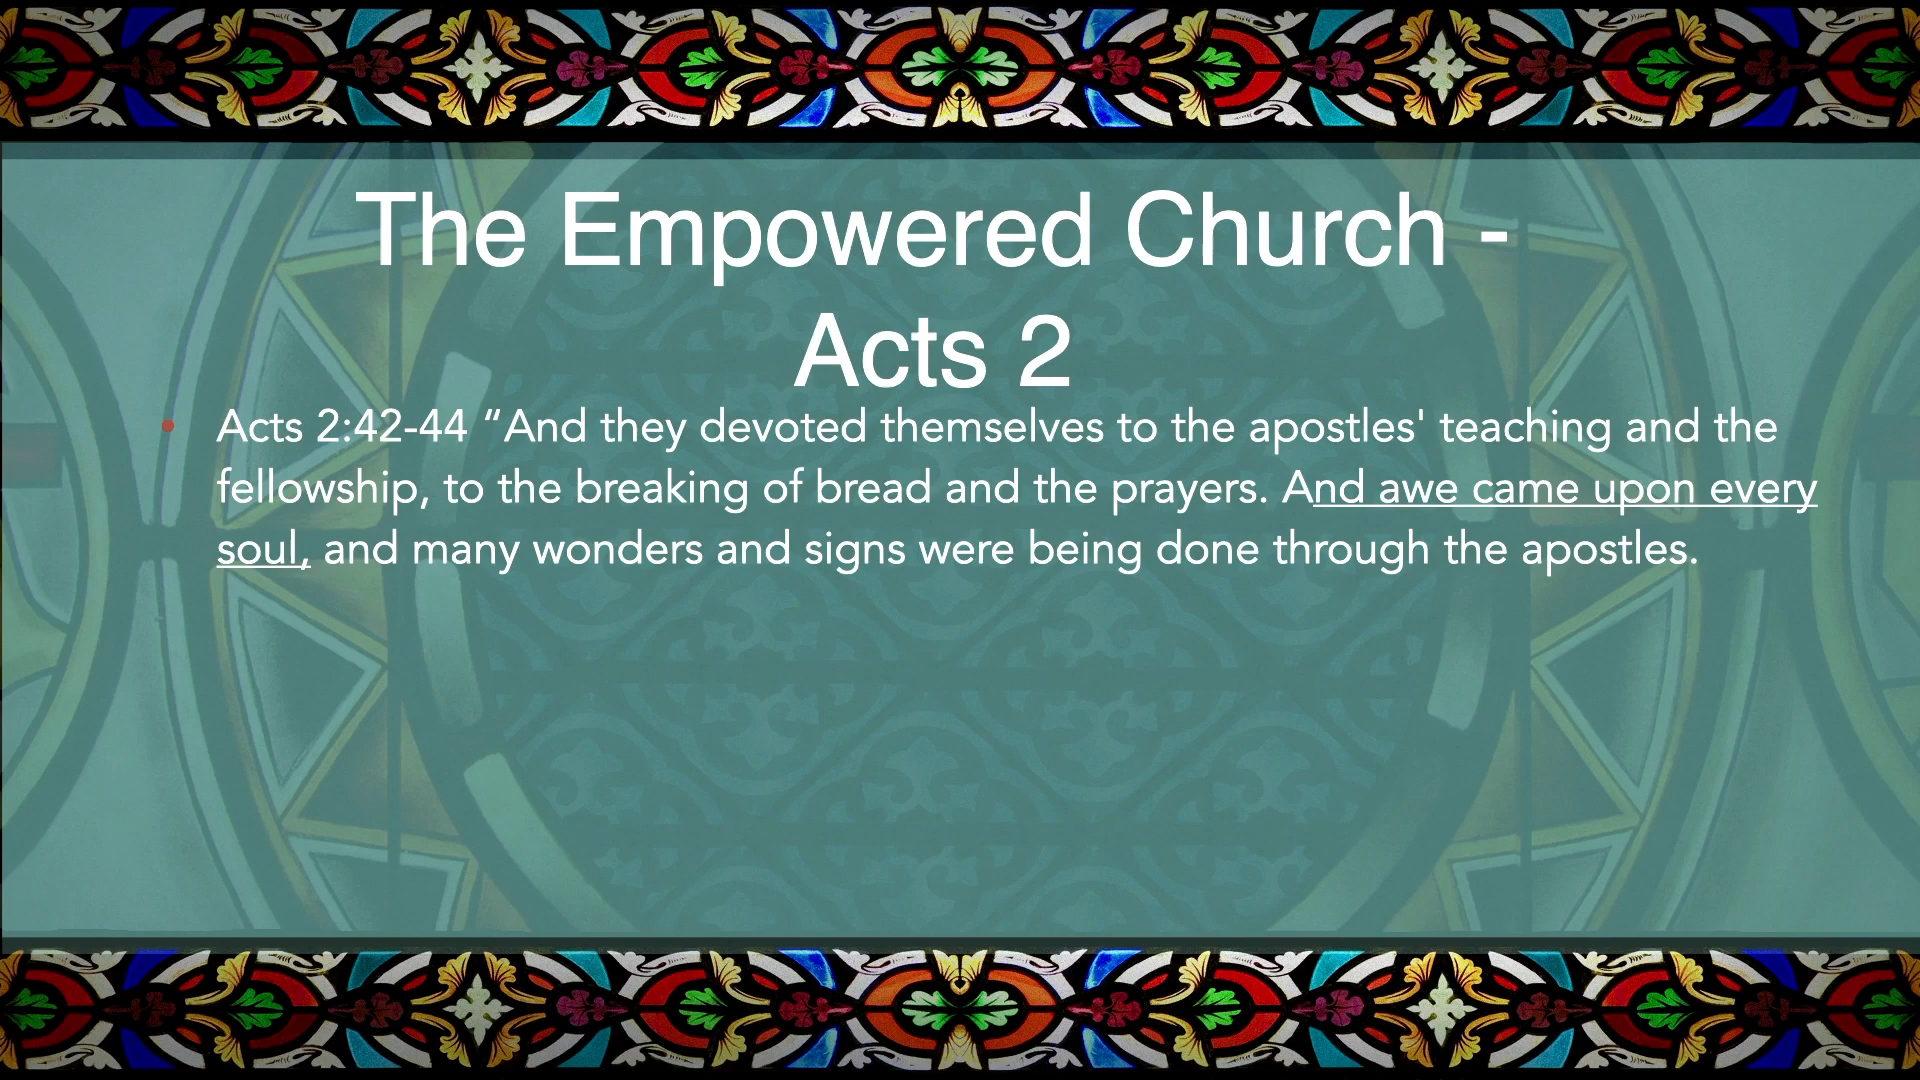 The Empowered Church -
Acts 2
• Acts 2:42-44 “And they devoted themselves to the apostles' teaching and the
fellowship, to the breaking of bread and the prayers. And awe came upon every
soul, and many wonders and signs were being done through the apostles.